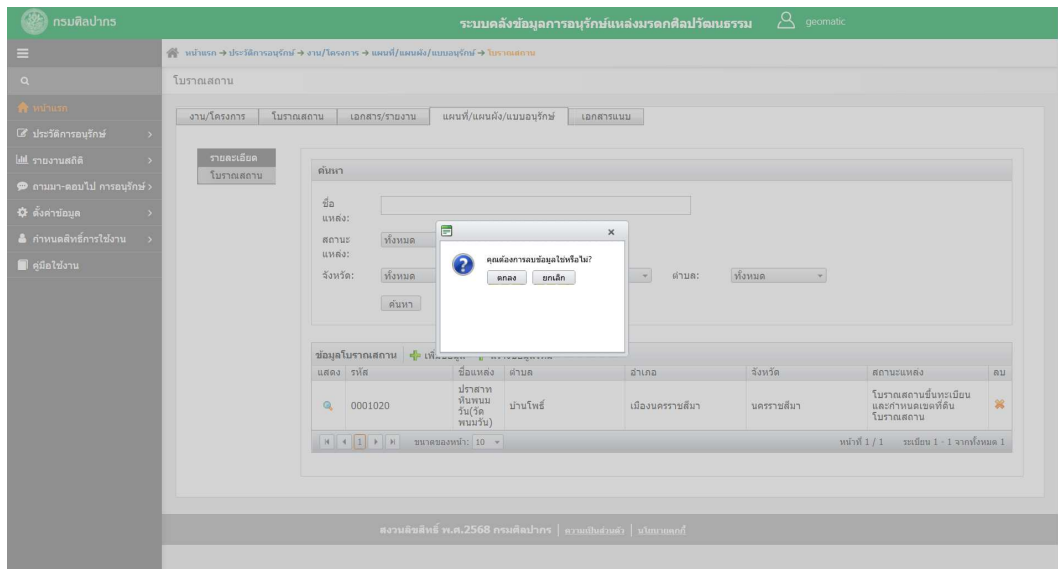 กรมศิลปากร
ระบบคลังข้อมูลการอนุรักษ์แหล่งมรดกศิลปวัฒนธรรม
geomatic
หน้าแรก → ประวัติการอนุรักษ์ → งาน/โครงการ → แผนที่/แผนผัง/แบบอนุรักษ์ → โบราณสถาน
โบราณสถาน
หน้าแรก
ประวัติการอนุรักษ์
รายงานสถิติ
ถามมา-ตอบไป การอนุรักษ์
ตั้งค่าข้อมูล
กำหนดสิทธิ์การใช้งาน
คู่มือใช้งาน
งาน/โครงการ โบราณสถาน เอกสาร/รายงาน แผนที่/แผนผัง/แบบอนุรักษ์ เอกสารแนบ
รายละเอียด
โบราณสถาน
ค้นหา
ชื่อ
แหล่ง:
สถานะ
แหล่ง:
ทั้งหมด
จังหวัด: ทั้งหมด ตำบล: ทั้งหมด
ค้นหา
คุณต้องการลบข้อมูลใช่หรือไม่?
ตกลง ยกเลิก
ข้อมูลโบราณสถาน
แสดง รหัส ชื่อแหล่ง ตำบล อำเภอ จังหวัด สถานะแหล่ง ลบ
0001020 ปราสาท
หินพนม
วัน(วัด
พนมวัน)
บ้านโพธิ์ เมืองนครราชสีมา นครราชสีมา
โบราณสถานขึ้นทะเบียน
และกำหนดเขตที่ดิน
โบราณสถาน
1 ขนาดของหน้า: 10 หน้าที่ 1 / 1 ระเบียน 1 - 1 จากทั้งหมด 1
สงวนลิขสิทธิ์ พ.ศ.2568 กรมศิลปากร | ความเป็นส่วนตัว | นโยบายคุกกี้